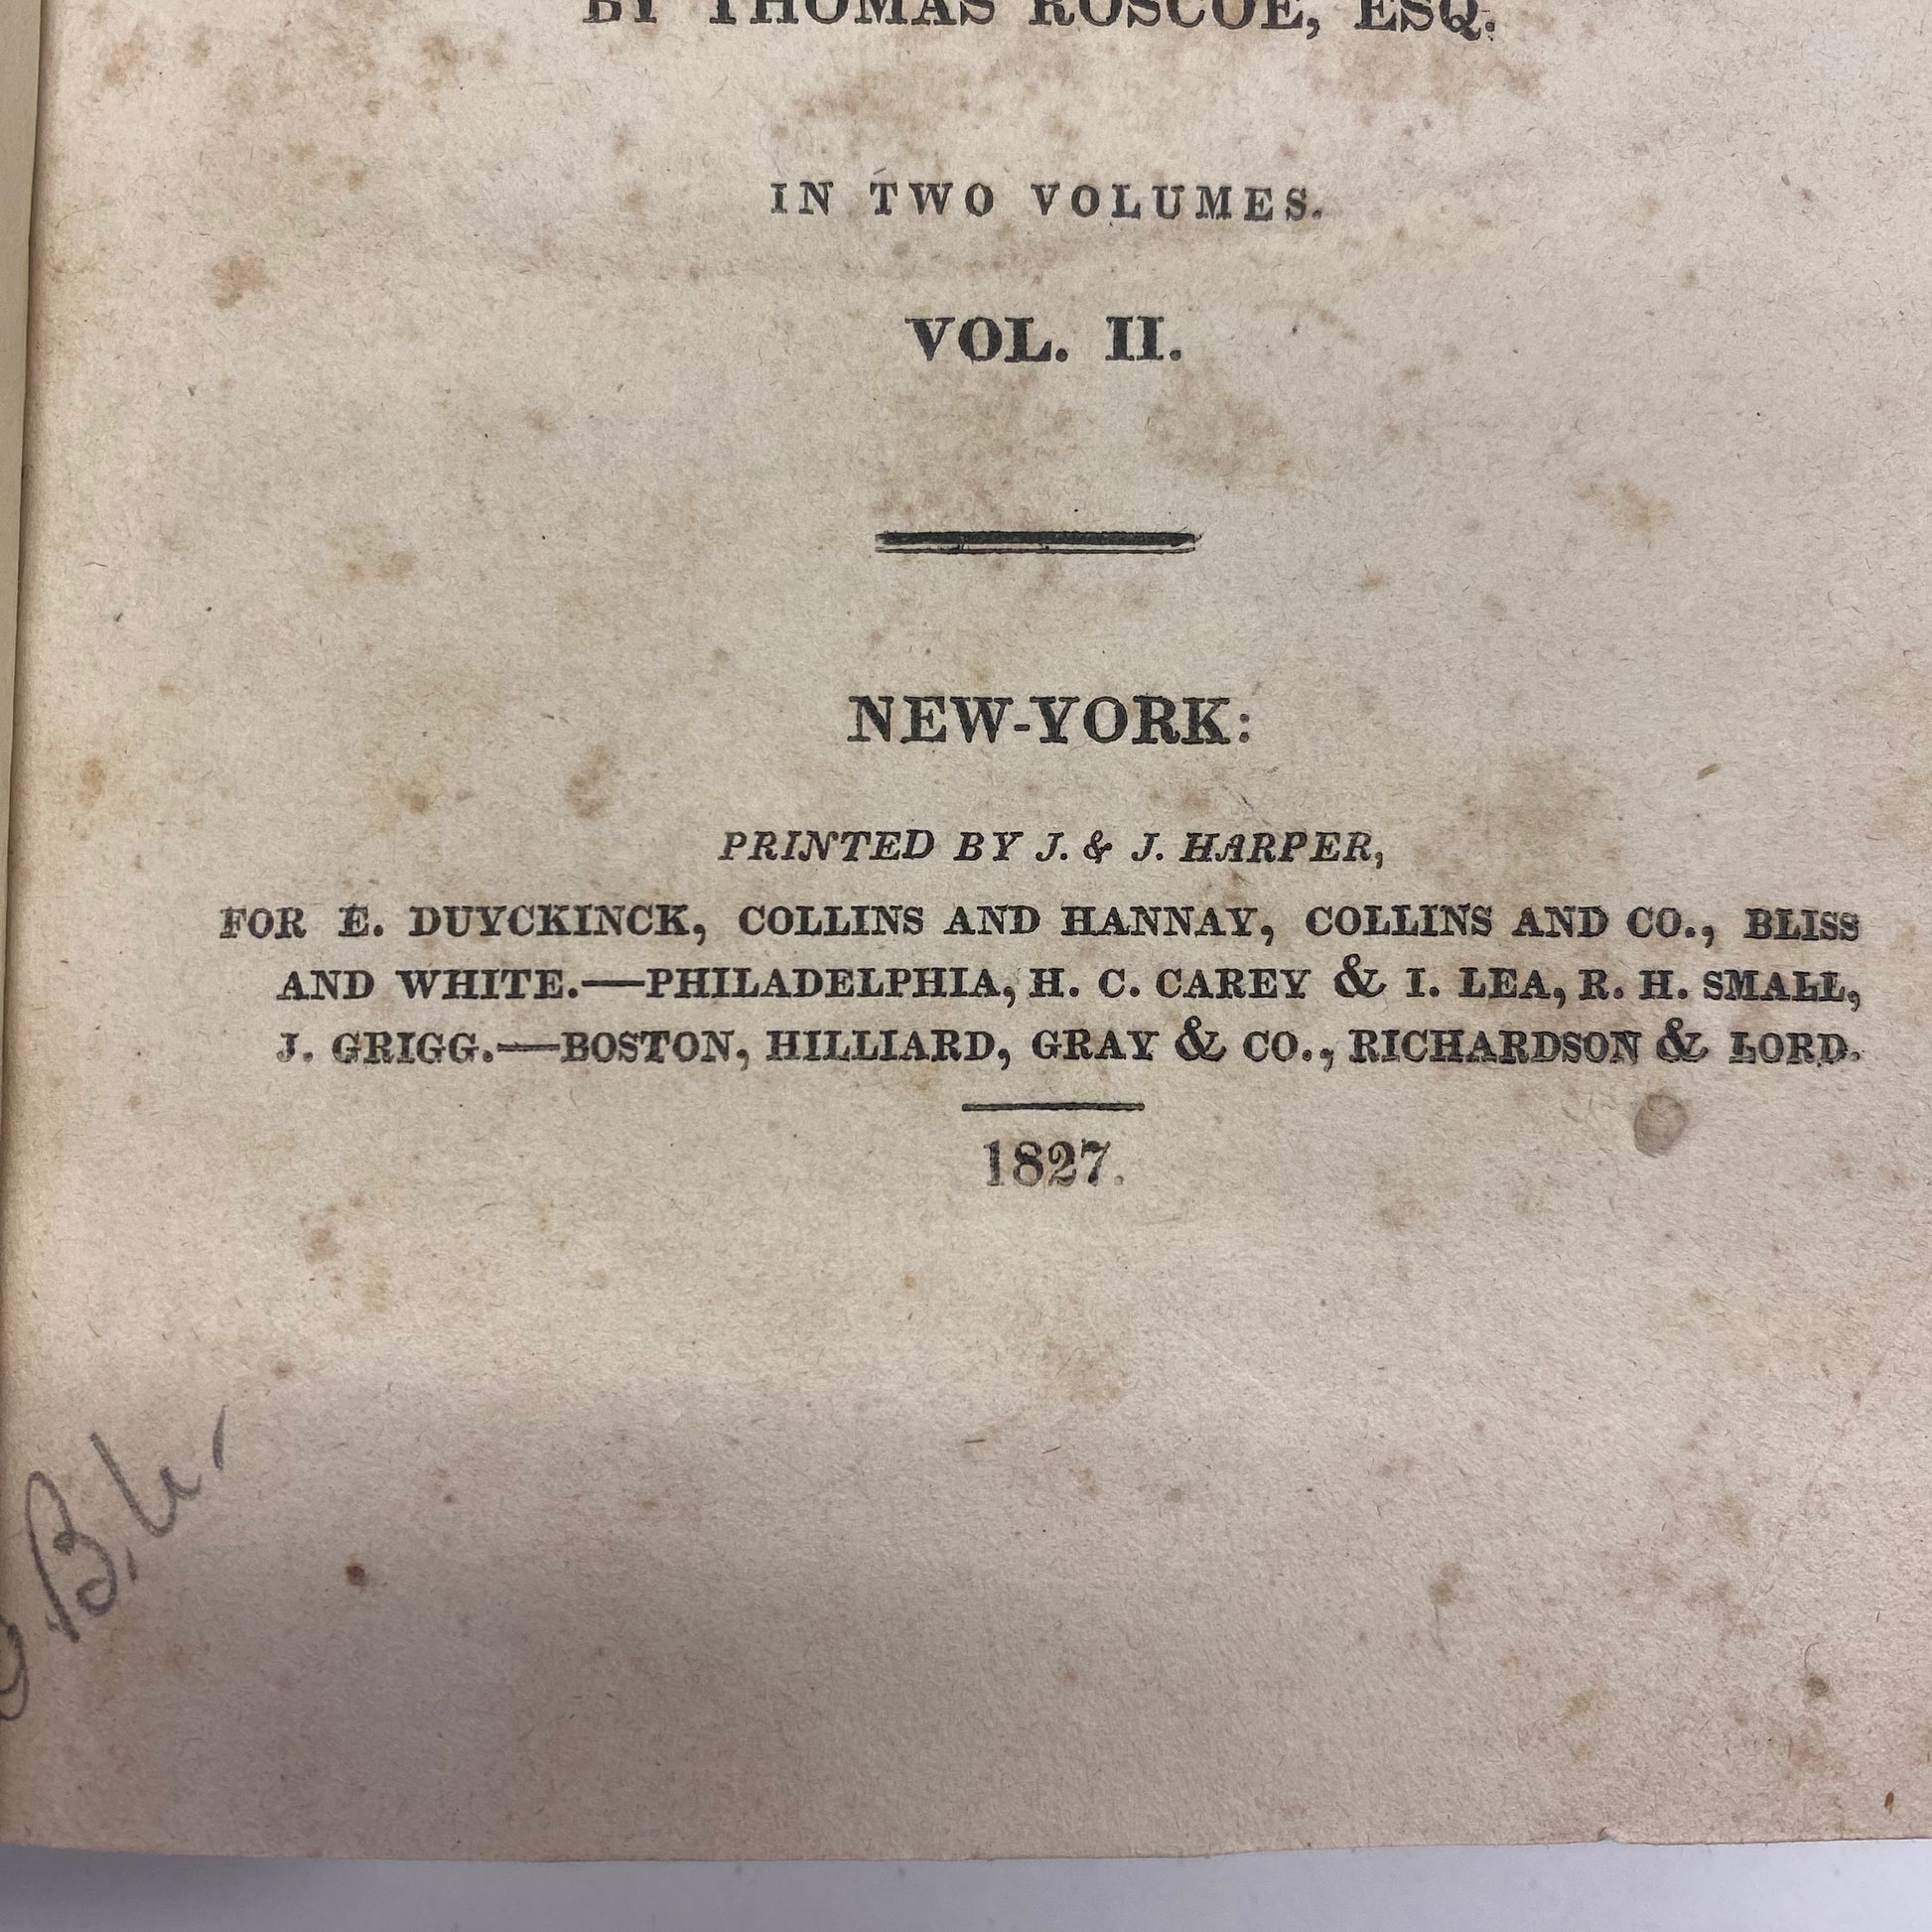 BY THOMAS ROSCOE, ESQ.
IN TWO VOLUMES.
VOL. II.
NEW-YORK:
PRINTED BY J. & J. HARPER,
FOR E. DUYCKINCK, COLLINS AND HANNAY, COLLINS AND CO., BLISS
AND WHITE.—PHILADELPHIA, H. C. CAREY & I. LEA, R. H. SMALL,
J. GRIGG.—BOSTON, HILLIARD, GRAY & CO., RICHARDSON & LORD.
1827.